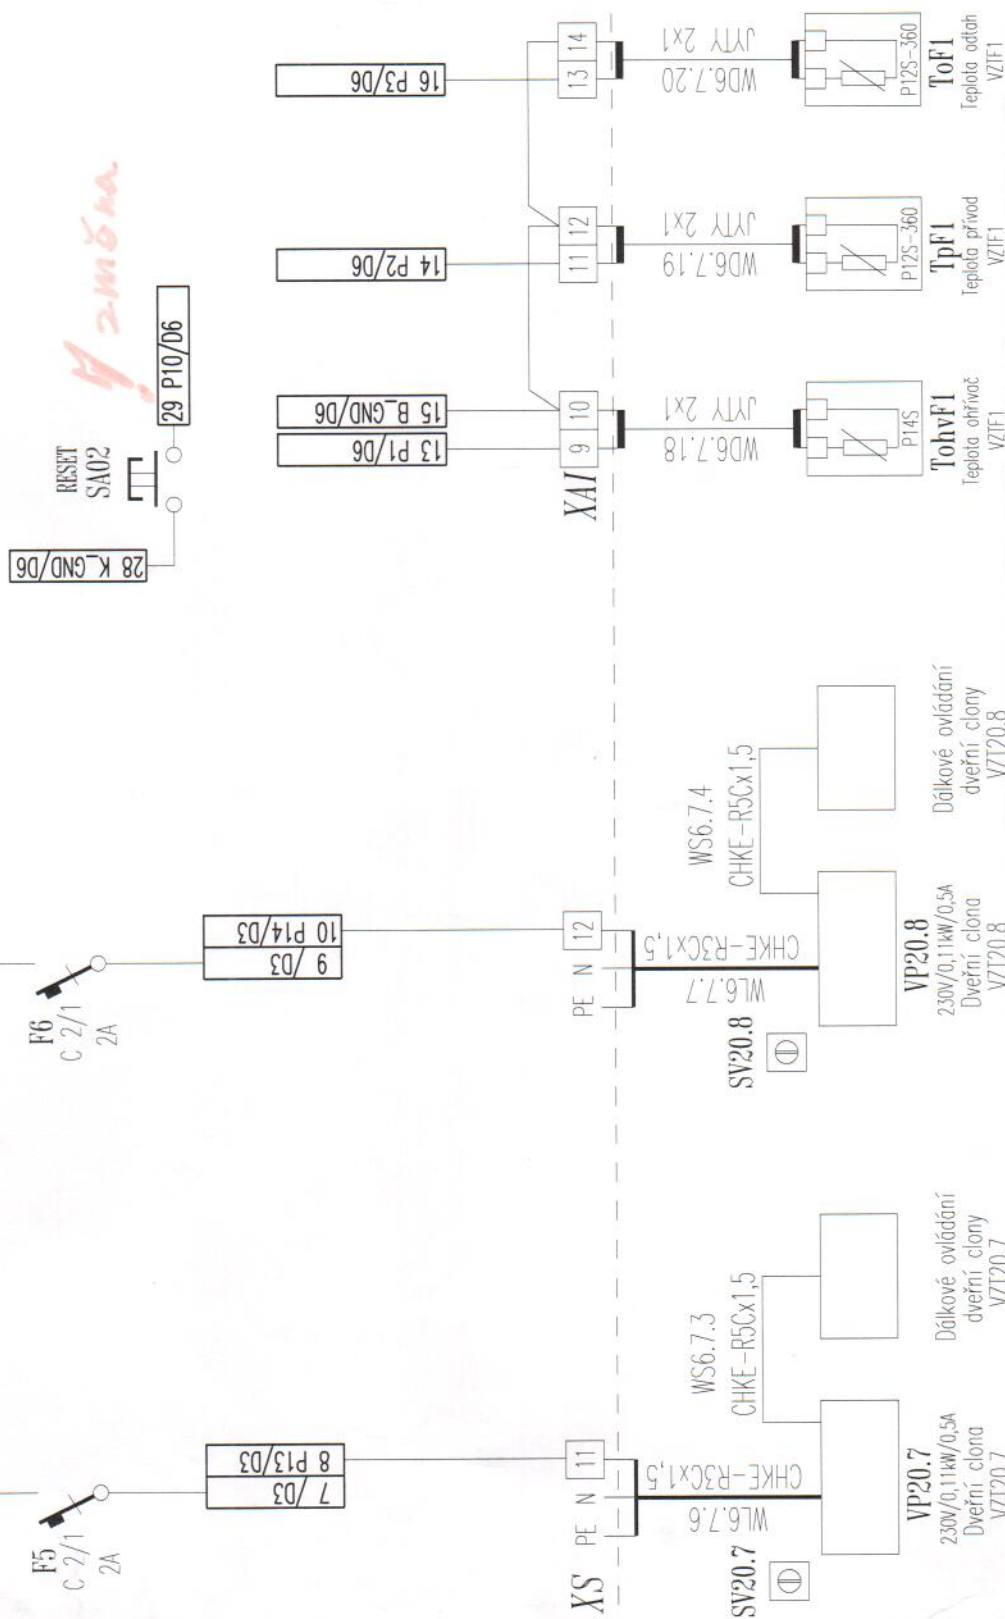 F5
C 2/1
2A
7 /D3
8 P13/D3
XS
PE N 11
WL6.7.6
CHKE-R3Cx1,5
SV20.7
VP20.7
230V/0,11kW/0,5A
Dveřní clona
VZT20.7
WS6.7.3
CHKE-R5Cx1,5
Dálkové ovládání
dveřní clony
VZT20.7
F6
C 2/1
2A
9 /D3
10 P14/D3
PE N 12
WL6.7.7
CHKE-R3Cx1,5
SV20.8
VP20.8
230V/0,11kW/0,5A
Dveřní clona
VZT20.8
WS6.7.4
CHKE-R5Cx1,5
Dálkové ovládání
dveřní clony
VZT20.8
28 K_GND/D6
RESET
SA02
29 P10/D6
! změna
13 P1/D6
15 B_GND/D6
14 P2/D6
16 P3/D6
XAI
9 10
11 12
13 14
WD6.7.18
JYTY 2x1
P14S
TohvF1
Teplota ohřívač
VZTF1
WD6.7.19
JYTY 2x1
P12S-360
TpF1
Teplota přívod
VZTF1
WD6.7.20
JYTY 2x1
P12S-360
ToF1
Teplota odtah
VZTF1